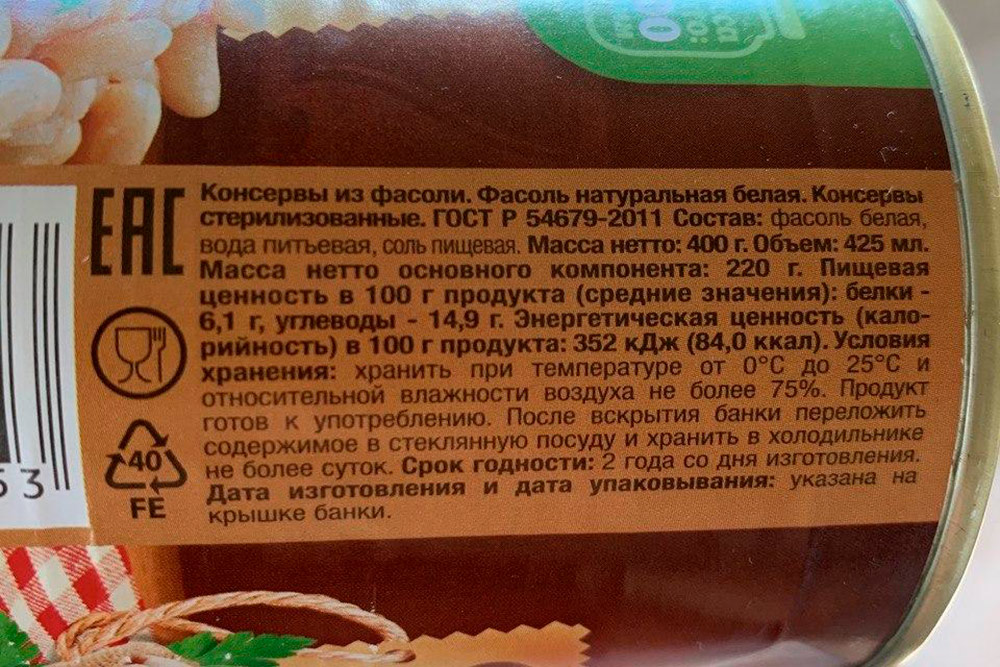 EAC
Консервы из фасоли. Фасоль натуральная белая. Консервы
стерилизованные. ГОСТ Р 54679-2011 Состав: фасоль белая,
вода питьевая, соль пищевая. Масса нетто: 400 г. Объем: 425 мл.
Масса нетто основного компонента: 220 г. Пищевая
ценность в 100 г продукта (средние значения): белки -
6,1 г, углеводы - 14,9 г. Энергетическая ценность (кало-
рийность) в 100 г продукта: 352 кДж (84,0 ккал). Условия
хранения: хранить при температуре от 0°С до 25°С и
относительной влажности воздуха не более 75%. Продукт
готов к употреблению. После вскрытия банки переложить
содержимое в стеклянную посуду и хранить в холодильнике
не более суток. Срок годности: 2 года со дня изготовления.
Дата изготовления и дата упаковывания: указана на
крышке банки.
40
FE
53